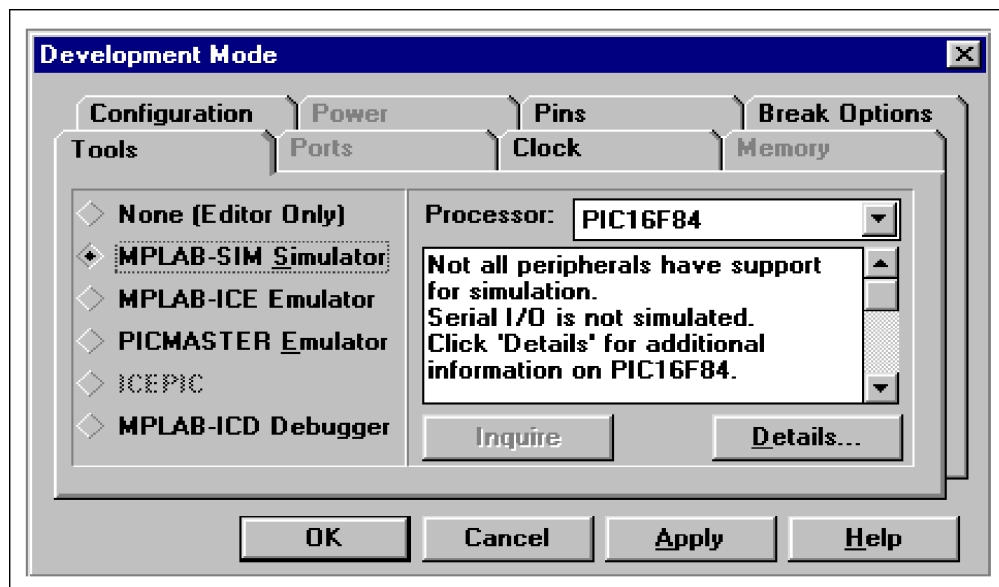 Development Mode
Configuration Power Pins Break Options
Tools Ports Clock Memory
None (Editor Only)
MPLAB-SIM Simulator
MPLAB-ICE Emulator
PICMASTER Emulator
ICEPIC
MPLAB-ICD Debugger
Processor: PIC16F84
Not all peripherals have support
for simulation.
Serial I/O is not simulated.
Click 'Details' for additional
information on PIC16F84.
Inquire Details...
OK Cancel Apply Help